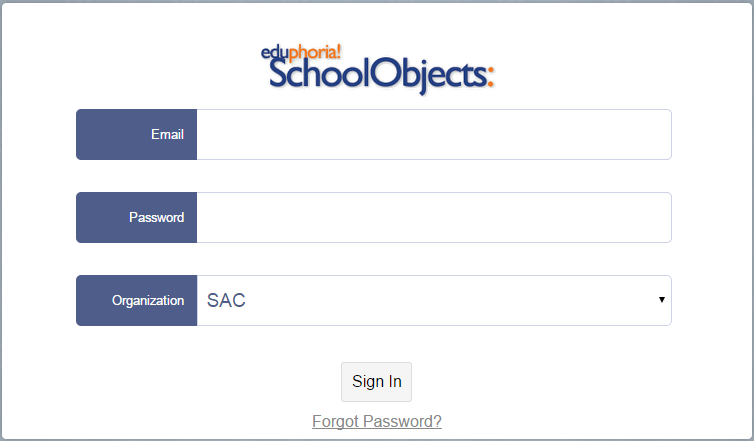 eduphoria!
SchoolObjects:
Email
Password
Organization SAC
Sign In
Forgot Password?